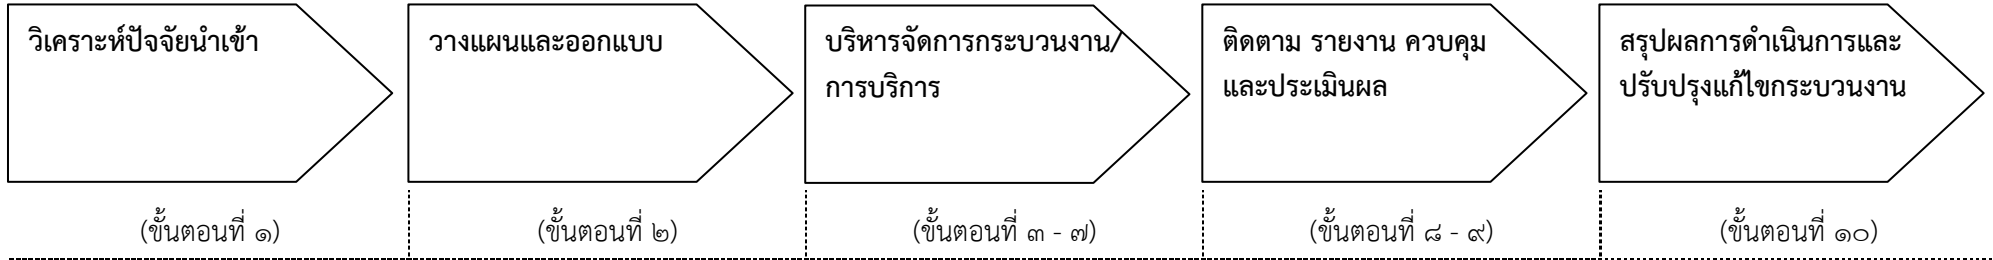 วิเคราะห์ปัจจัยนำเข้า
วางแผนและออกแบบ
บริหารจัดการกระบวนงาน/
การบริการ
ติดตาม รายงาน ควบคุม
และประเมินผล
สรุปผลการดำเนินการและ
ปรับปรุงแก้ไขกระบวนงาน
(ขั้นตอนที่ ๑)
(ขั้นตอนที่ ๒)
(ขั้นตอนที่ ๓ - ๗)
(ขั้นตอนที่ ๘ - ๙)
(ขั้นตอนที่ ๑๐)